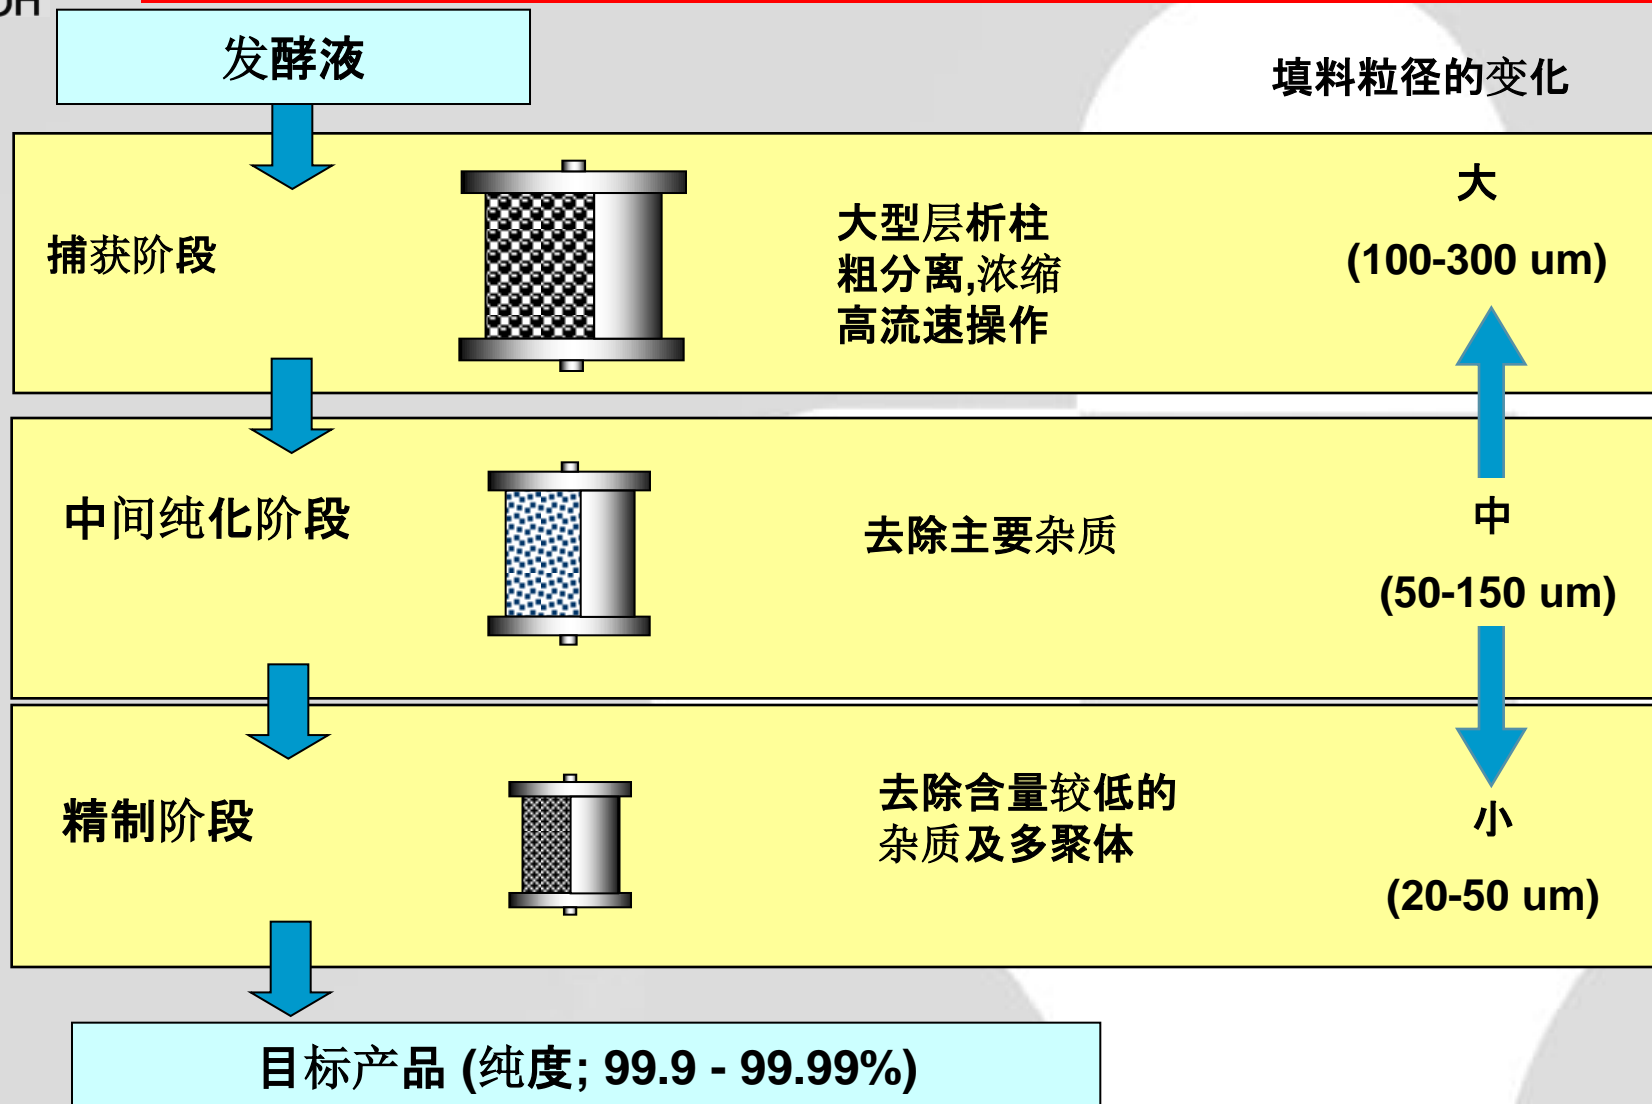 OH
发酵液
填料粒径的变化
捕获阶段
大型层析柱
粗分离,浓缩
高流速操作
大
(100-300 um)
中间纯化阶段
去除主要杂质
中
(50-150 um)
精制阶段
去除含量较低的
杂质及多聚体
小
(20-50 um)
目标产品 (纯度; 99.9 - 99.99%)